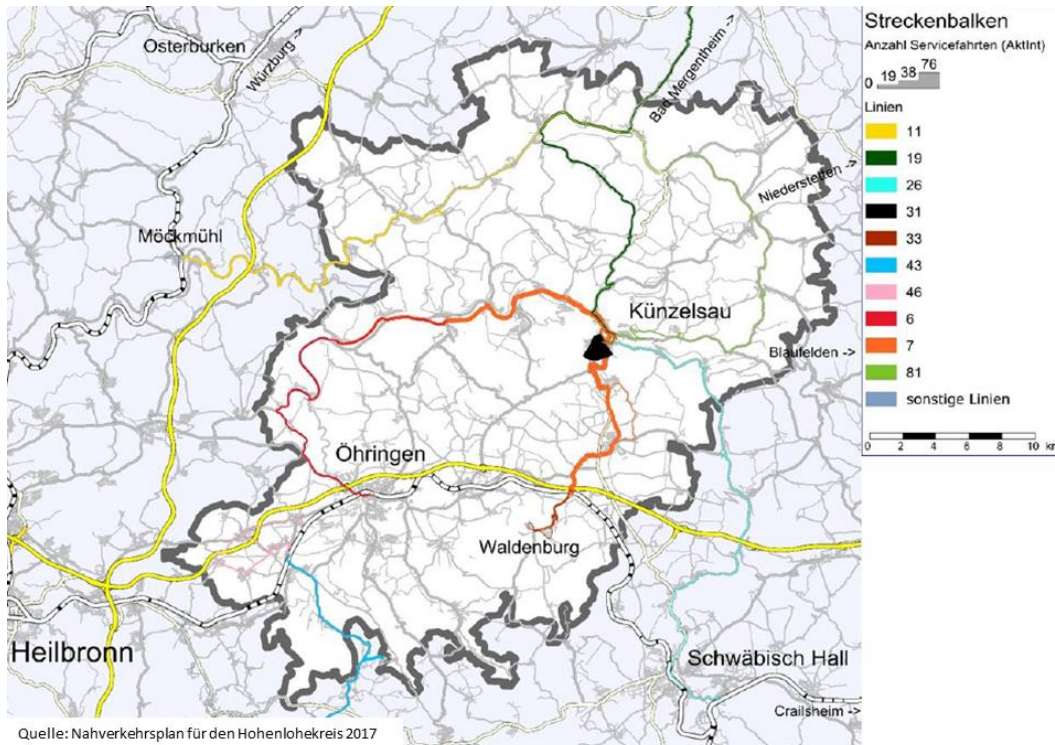 Osterburken
Würzburg ->
Bad Mergentheim ->
Niederstetten ->
Möckmühl
Künzelsau
Blaufelden ->
Öhringen
Waldenburg
Heilbronn
Schwäbisch Hall
Crailsheim ->
Quelle: Nahverkehrsplan für den Hohenlohekreis 2017
Streckenbalken
Anzahl Servicefahrten (AktInt)
0 19 38 76
Linien
11
19
26
31
33
43
46
6
7
81
sonstige Linien
0 2 4 6 8 10 km